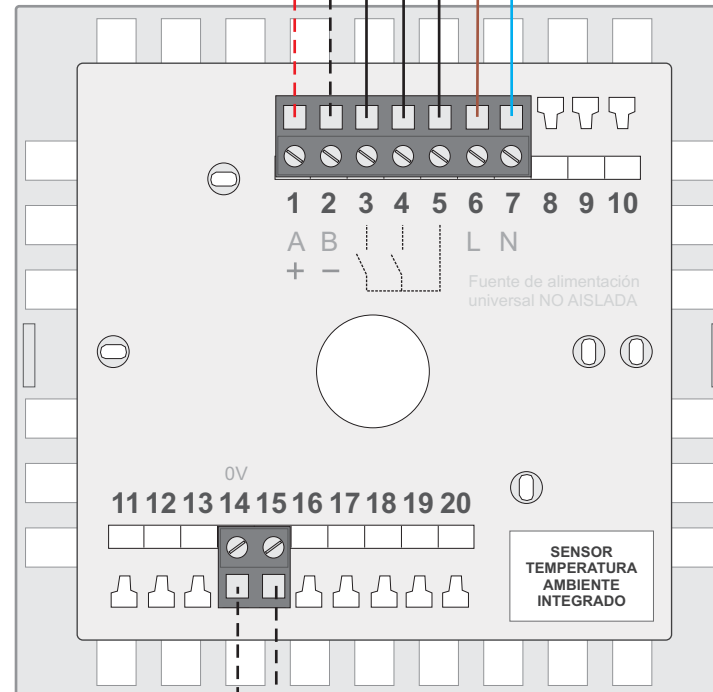 1 2 3 4 5 6 7 8 9 10
A B L N
+ −
Fuente de alimentación
universal NO AISLADA
0V
11 12 13 14 15 16 17 18 19 20
SENSOR
TEMPERATURA
AMBIENTE
INTEGRADO